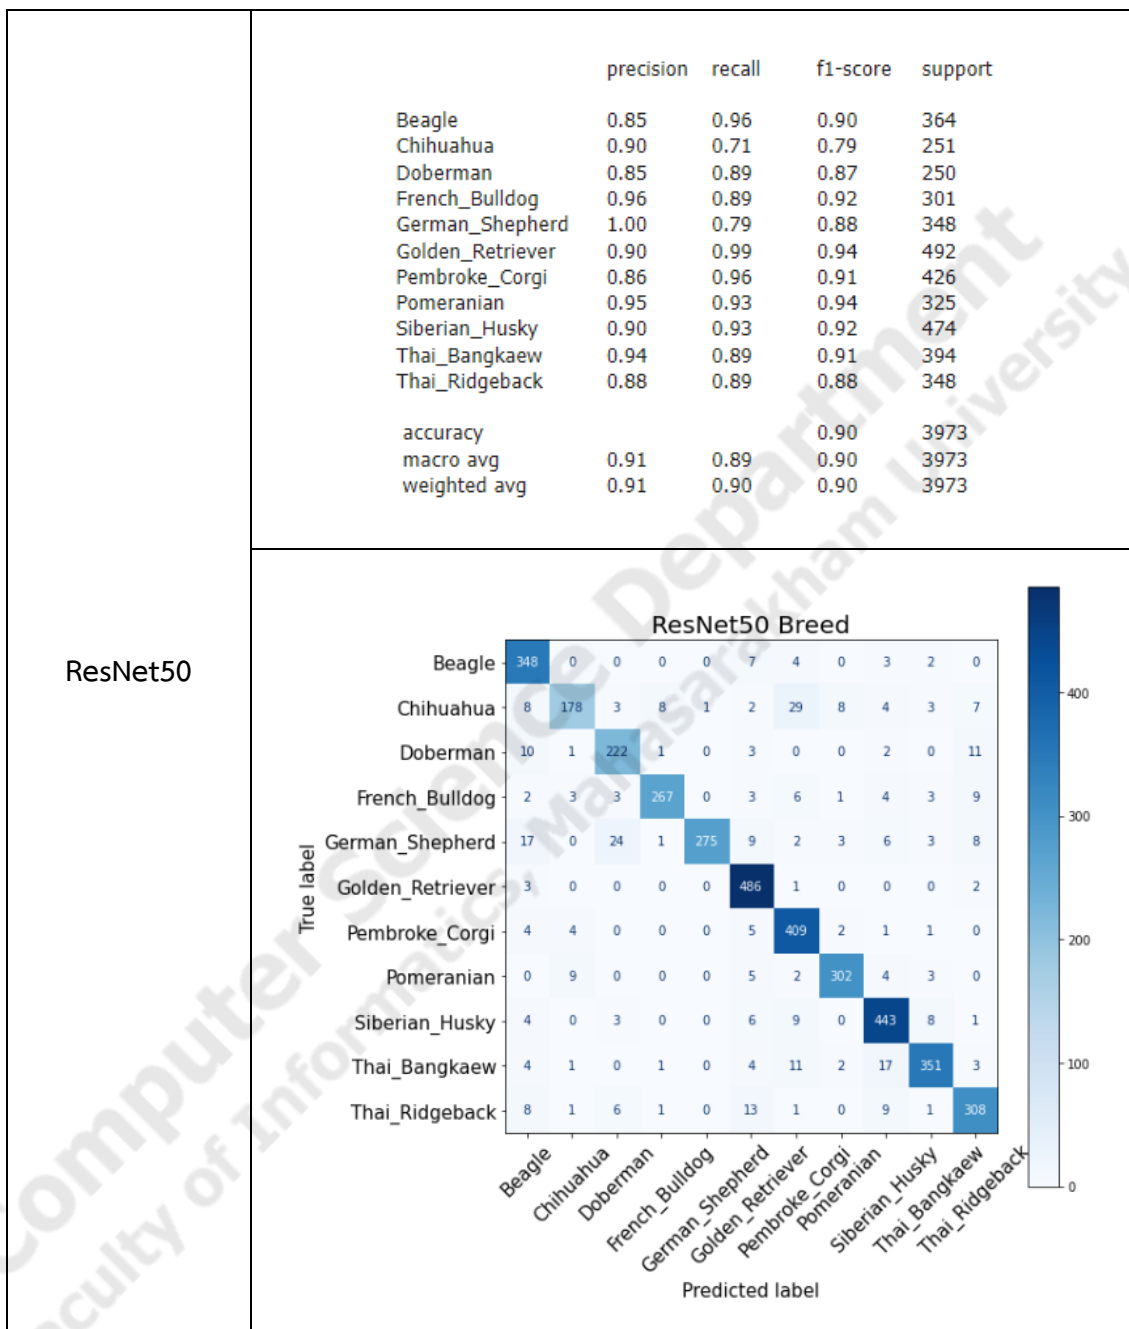 precision recall f1-score support
Beagle 0.85 0.96 0.90 364
Chihuahua 0.90 0.71 0.79 251
Doberman 0.85 0.89 0.87 250
French_Bulldog 0.96 0.89 0.92 301
German_Shepherd 1.00 0.79 0.88 348
Golden_Retriever 0.90 0.99 0.94 492
Pembroke_Corgi 0.86 0.96 0.91 426
Pomeranian 0.95 0.93 0.94 325
Siberian_Husky 0.90 0.93 0.92 474
Thai_Bangkaew 0.94 0.89 0.91 394
Thai_Ridgeback 0.88 0.89 0.88 348
accuracy 0.90 3973
macro avg 0.91 0.89 0.90 3973
weighted avg 0.91 0.90 0.90 3973
ResNet50
ResNet50 Breed
True label
Beagle 348 0 0 0 0 7 4 0 3 2 0
Chihuahua 8 178 3 8 1 2 29 8 4 3 7
Doberman 10 1 222 1 0 3 0 0 2 0 11
French_Bulldog 2 3 3 267 0 3 6 1 4 3 9
German_Shepherd 17 0 24 1 275 9 2 3 6 3 8
Golden_Retriever 3 0 0 0 0 486 1 0 0 0 2
Pembroke_Corgi 4 4 0 0 0 5 409 2 1 1 0
Pomeranian 0 9 0 0 0 5 2 302 4 3 0
Siberian_Husky 4 0 3 0 0 6 9 0 443 8 1
Thai_Bangkaew 4 1 0 1 0 4 11 2 17 351 3
Thai_Ridgeback 8 1 6 1 0 13 1 0 9 1 308
Beagle Chihuahua Doberman French_Bulldog German_Shepherd Golden_Retriever Pembroke_Corgi Pomeranian Siberian_Husky Thai_Bangkaew Thai_Ridgeback
Predicted label
400
300
200
100
0
Computer Science Department
Faculty of Informatics, Mahasarakham University